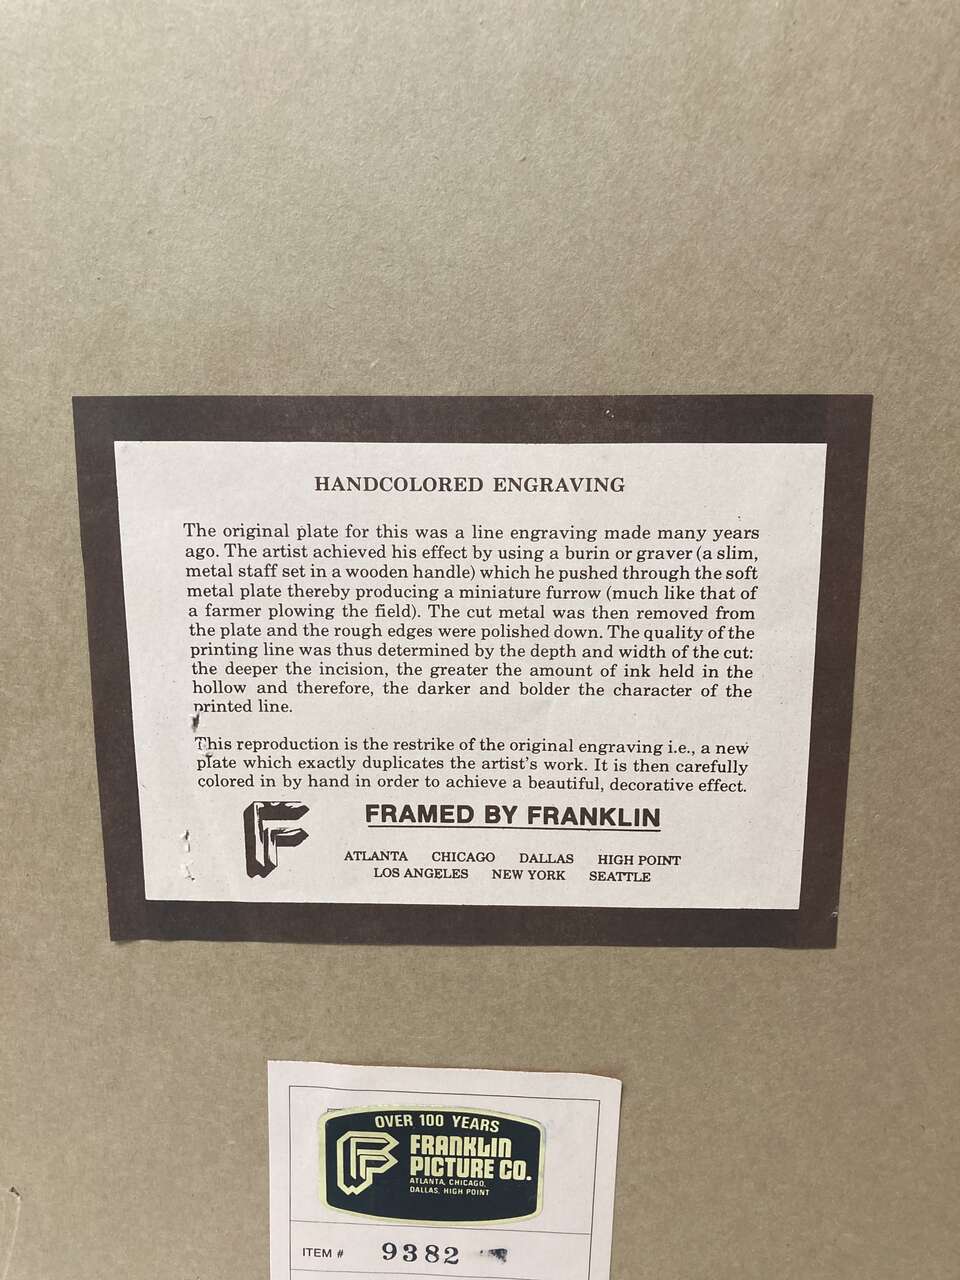 HANDCOLORED ENGRAVING
The original plate for this was a line engraving made many years
ago. The artist achieved his effect by using a burin or graver (a slim,
metal staff set in a wooden handle) which he pushed through the soft
metal plate thereby producing a miniature furrow (much like that of
a farmer plowing the field). The cut metal was then removed from
the plate and the rough edges were polished down. The quality of the
printing line was thus determined by the depth and width of the cut:
the deeper the incision, the greater the amount of ink held in the
hollow and therefore, the darker and bolder the character of the
printed line.
This reproduction is the restrike of the original engraving i.e., a new
plate which exactly duplicates the artist's work. It is then carefully
colored in by hand in order to achieve a beautiful, decorative effect.
F
FRAMED BY FRANKLIN
ATLANTA CHICAGO DALLAS HIGH POINT
LOS ANGELES NEW YORK SEATTLE
OVER 100 YEARS
F
FRANKLIN
PICTURE CO.
ATLANTA, CHICAGO,
DALLAS, HIGH POINT
ITEM # 9382